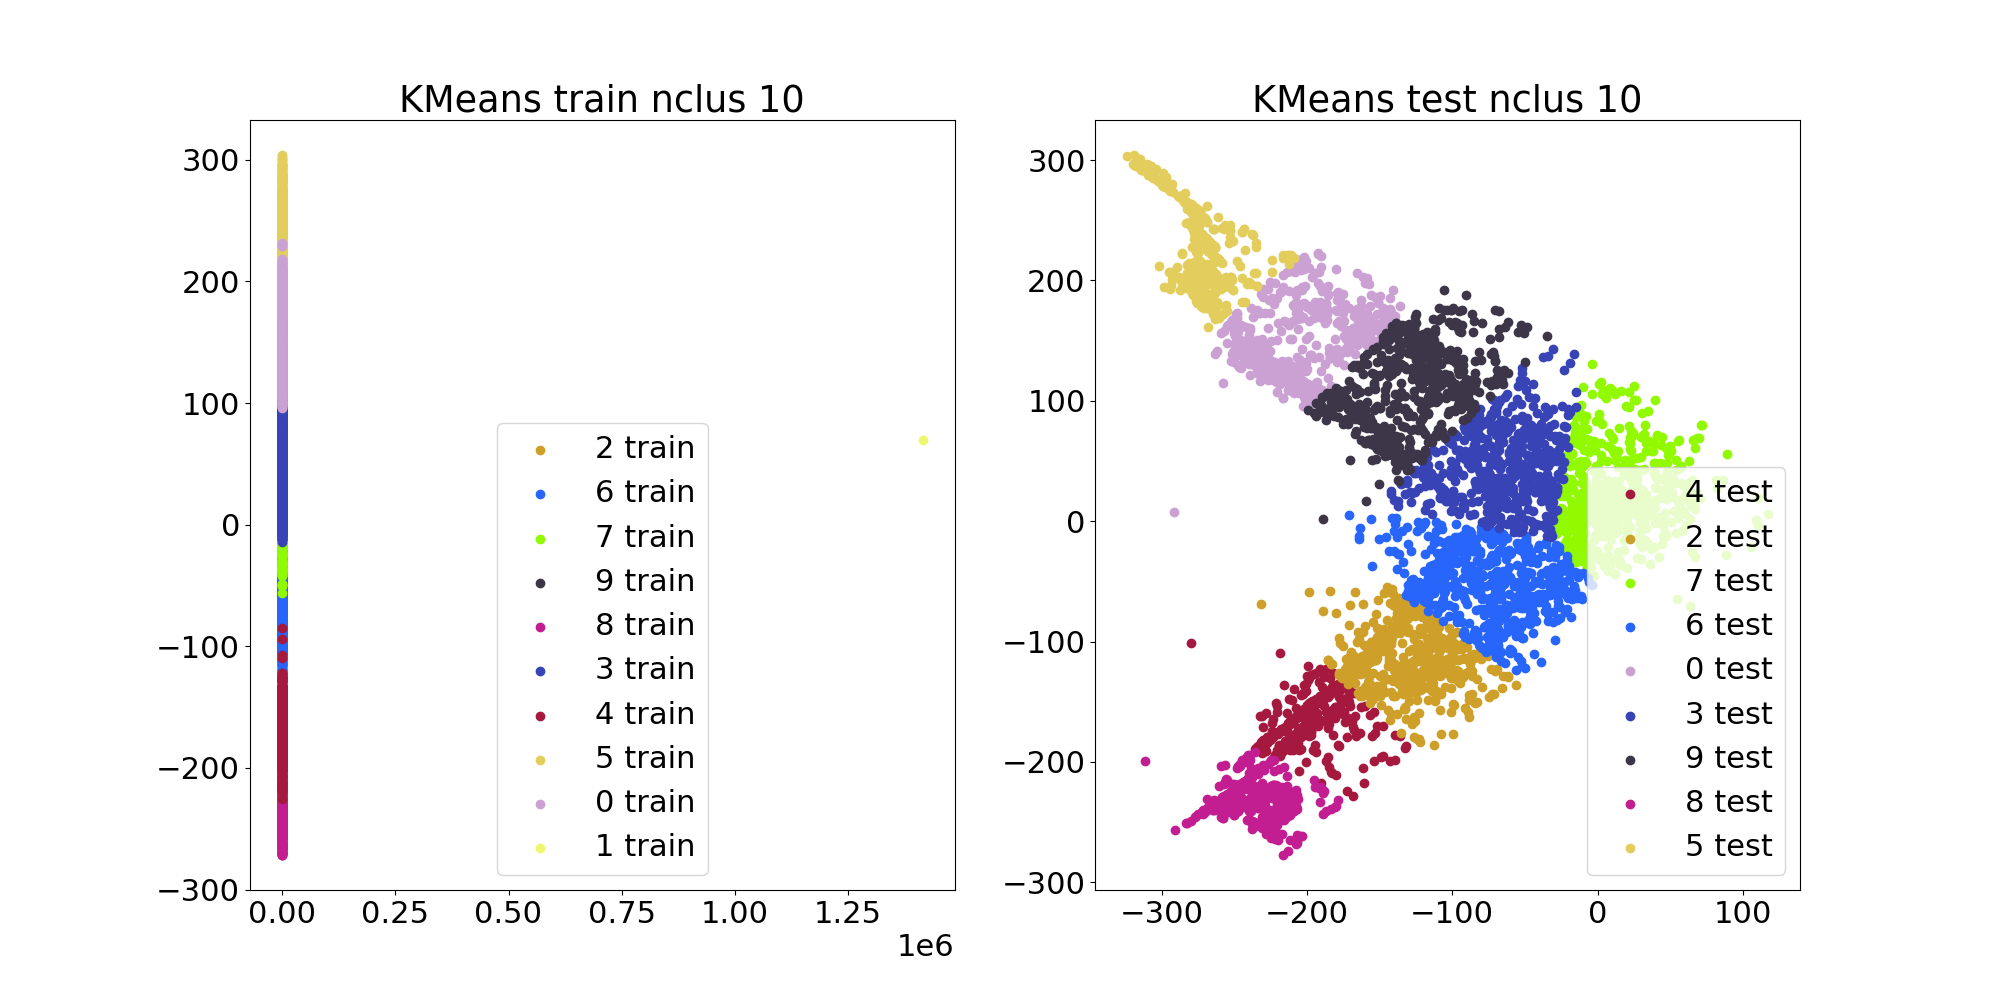 KMeans train nclus 10
300
200
100
0
−100
−200
−300
0.00 0.25 0.50 0.75 1.00 1.25
1e6
2 train
6 train
7 train
9 train
8 train
3 train
4 train
5 train
0 train
1 train
KMeans test nclus 10
300
200
100
0
−100
−200
−300
−300 −200 −100 0 100
4 test
2 test
7 test
6 test
0 test
3 test
9 test
8 test
5 test